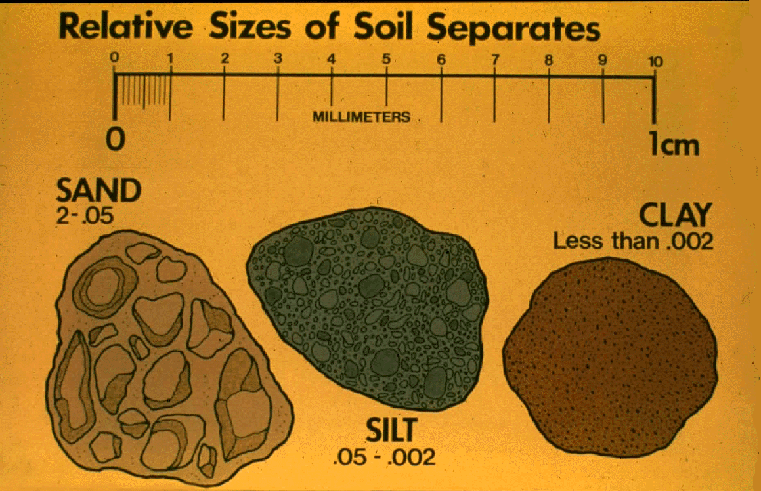 Relative Sizes of Soil Separates
0 1 2 3 4 5 6 7 8 9 10
MILLIMETERS
0 1cm
SAND
2-.05
CLAY
Less than .002
SILT
.05 - .002